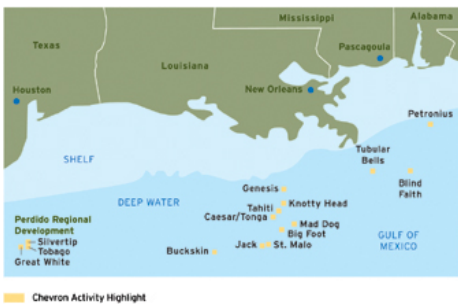 Mississippi
Alabama
Texas
Pascagoula
Louisiana
Houston
New Orleans
Petronius
SHELF
Tubular
Bells
Genesis
Blind
Faith
DEEP WATER
Knotty Head
Tahiti
Caesar/Tonga
Mad Dog
Big Foot
Perdido Regional
Development
GULF OF
MEXICO
Silvertip
Tobago
Great White
Buckskin
Jack
St. Malo
Chevron Activity Highlight